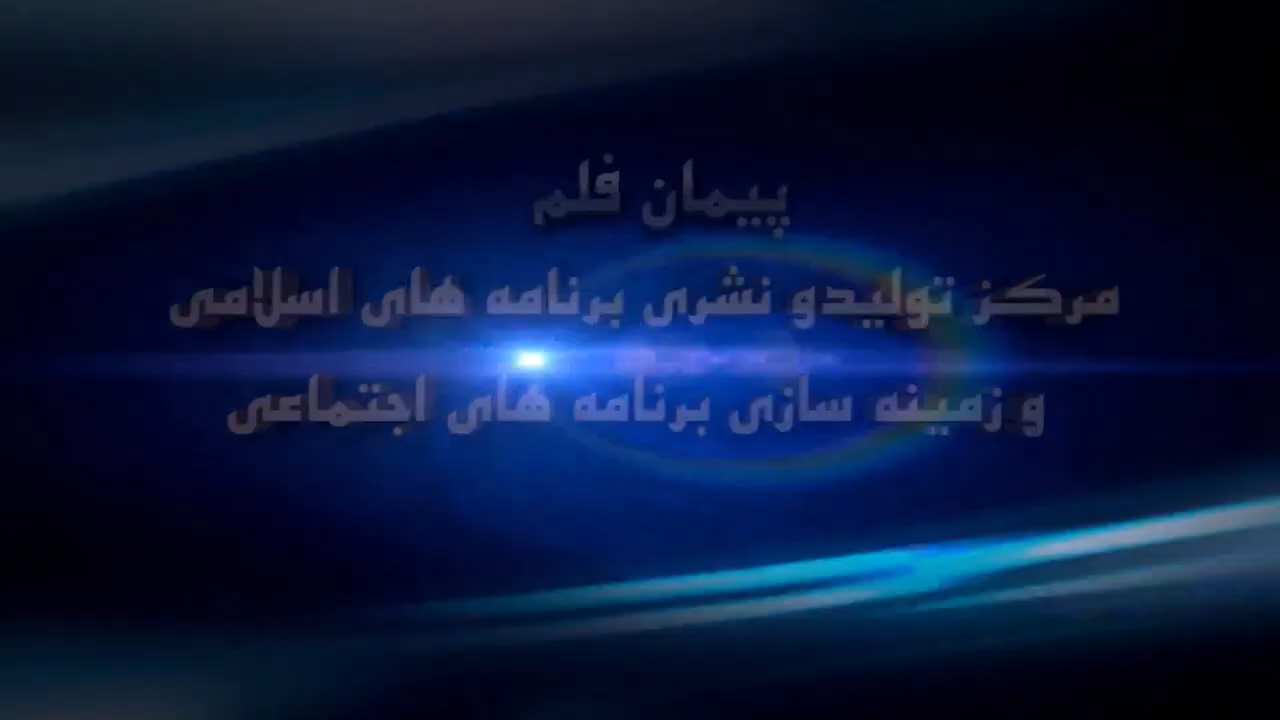 پیمان فلم
مرکز تولیدو نشری برنامه های اسلامی
و زمینه سازی برنامه های اجتماعی